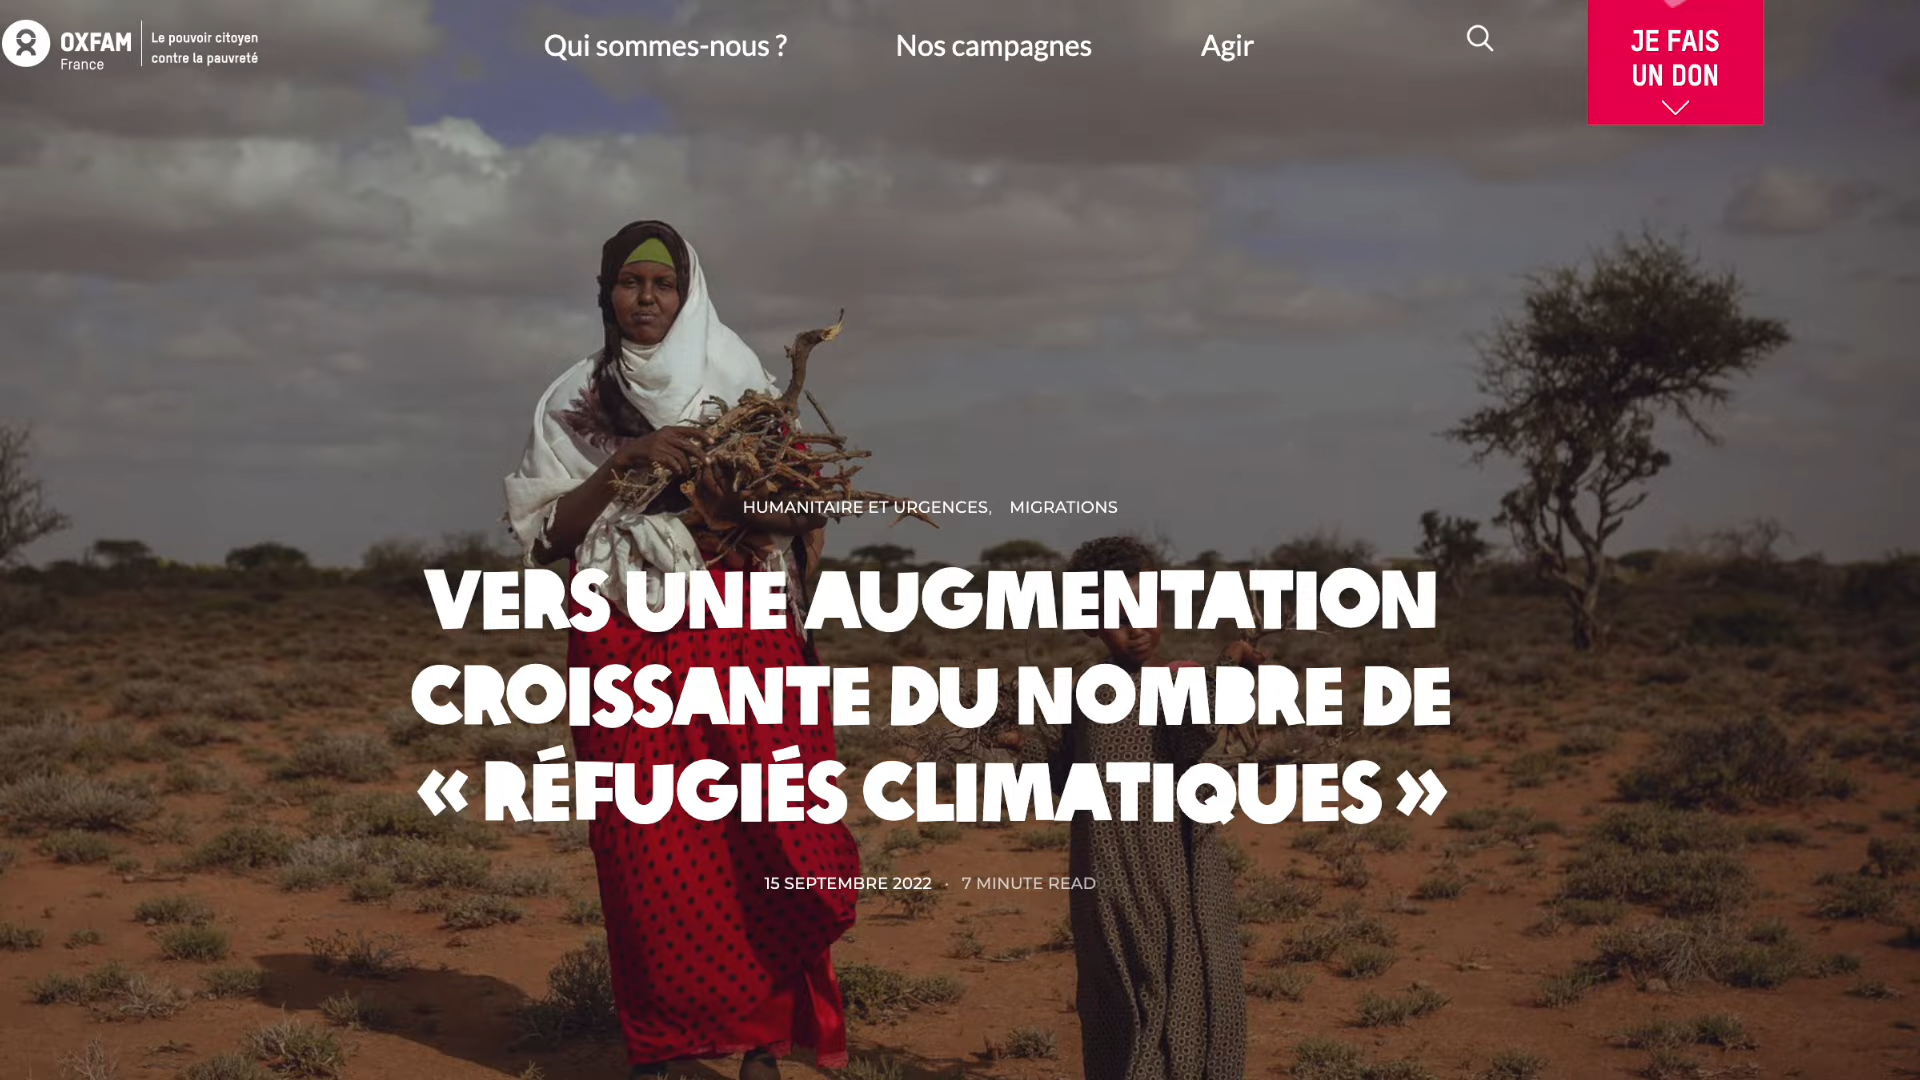 OXFAM
France
Le pouvoir citoyen
contre la pauvreté
Qui sommes-nous ?
Nos campagnes
Agir
JE FAIS
UN DON
HUMANITAIRE ET URGENCES, MIGRATIONS
VERS UNE AUGMENTATION
CROISSANTE DU NOMBRE DE
« RÉFUGIÉS CLIMATIQUES »
15 SEPTEMBRE 2022 · 7 MINUTE READ